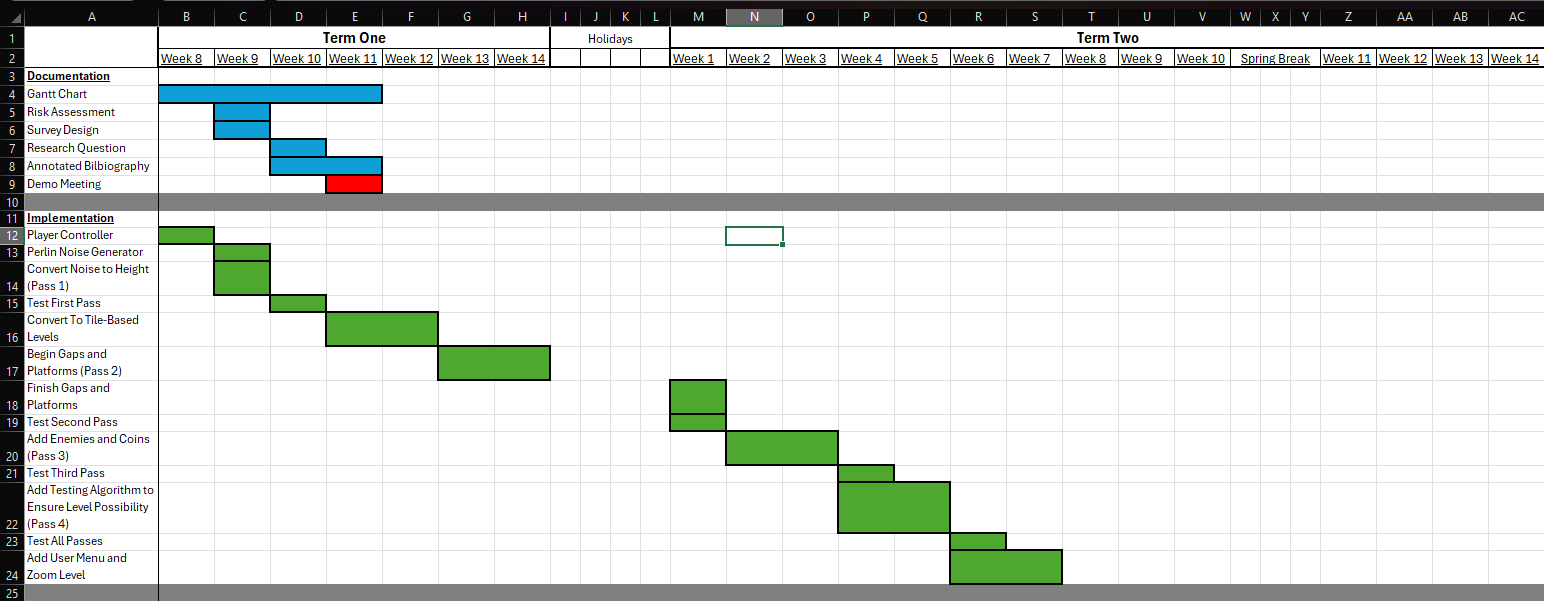 A B C D E F G H I J K L M N O P Q R S T U V W X Y Z AA AB AC
1 Term One Holidays Term Two
2 Week 8 Week 9 Week 10 Week 11 Week 12 Week 13 Week 14 Week 1 Week 2 Week 3 Week 4 Week 5 Week 6 Week 7 Week 8 Week 9 Week 10 Spring Break Week 11 Week 12 Week 13 Week 14
3 Documentation
4 Gantt Chart
5 Risk Assessment
6 Survey Design
7 Research Question
8 Annotated Bilbiography
9 Demo Meeting
10
11 Implementation
12 Player Controller
13 Perlin Noise Generator
Convert Noise to Height
14 (Pass 1)
15 Test First Pass
Convert To Tile-Based
16 Levels
Begin Gaps and
17 Platforms (Pass 2)
Finish Gaps and
18 Platforms
19 Test Second Pass
Add Enemies and Coins
20 (Pass 3)
21 Test Third Pass
Add Testing Algorithm to
Ensure Level Possibility
22 (Pass 4)
23 Test All Passes
Add User Menu and
24 Zoom Level
25